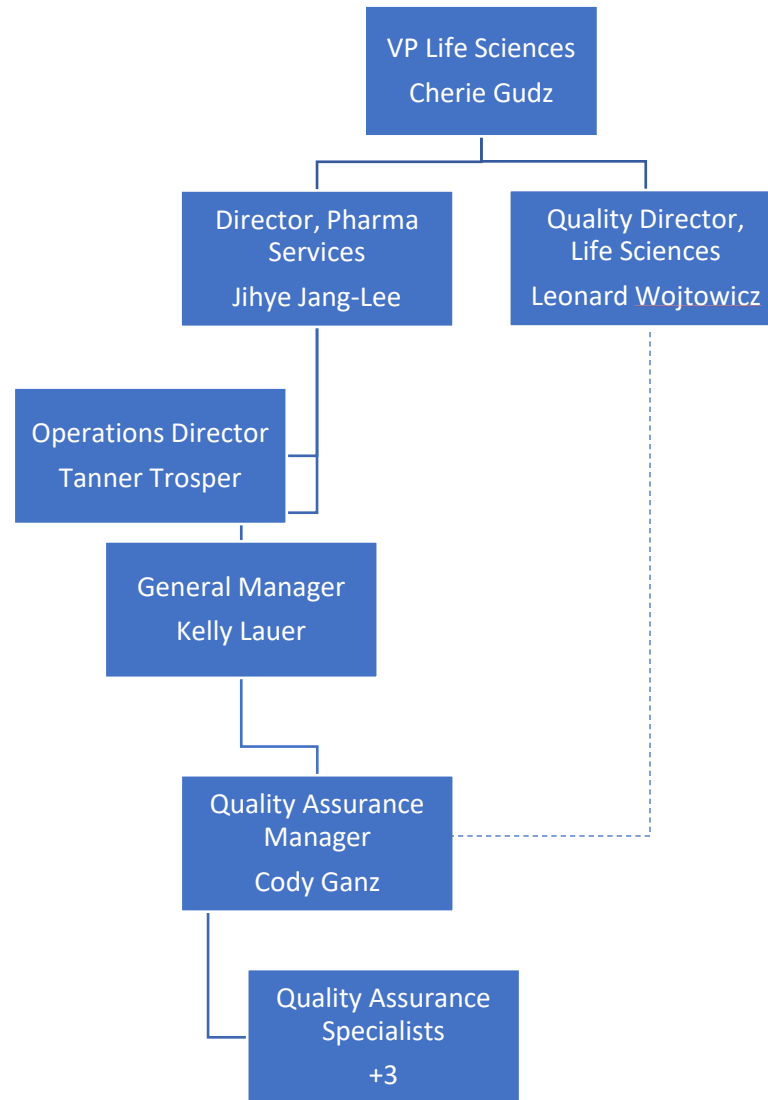 VP Life Sciences
Cherie Gudz
Director, Pharma
Services
Jihye Jang-Lee
Quality Director,
Life Sciences
Leonard Wojtowicz
Operations Director
Tanner Trosper
General Manager
Kelly Lauer
Quality Assurance
Manager
Cody Ganz
Quality Assurance
Specialists
+3